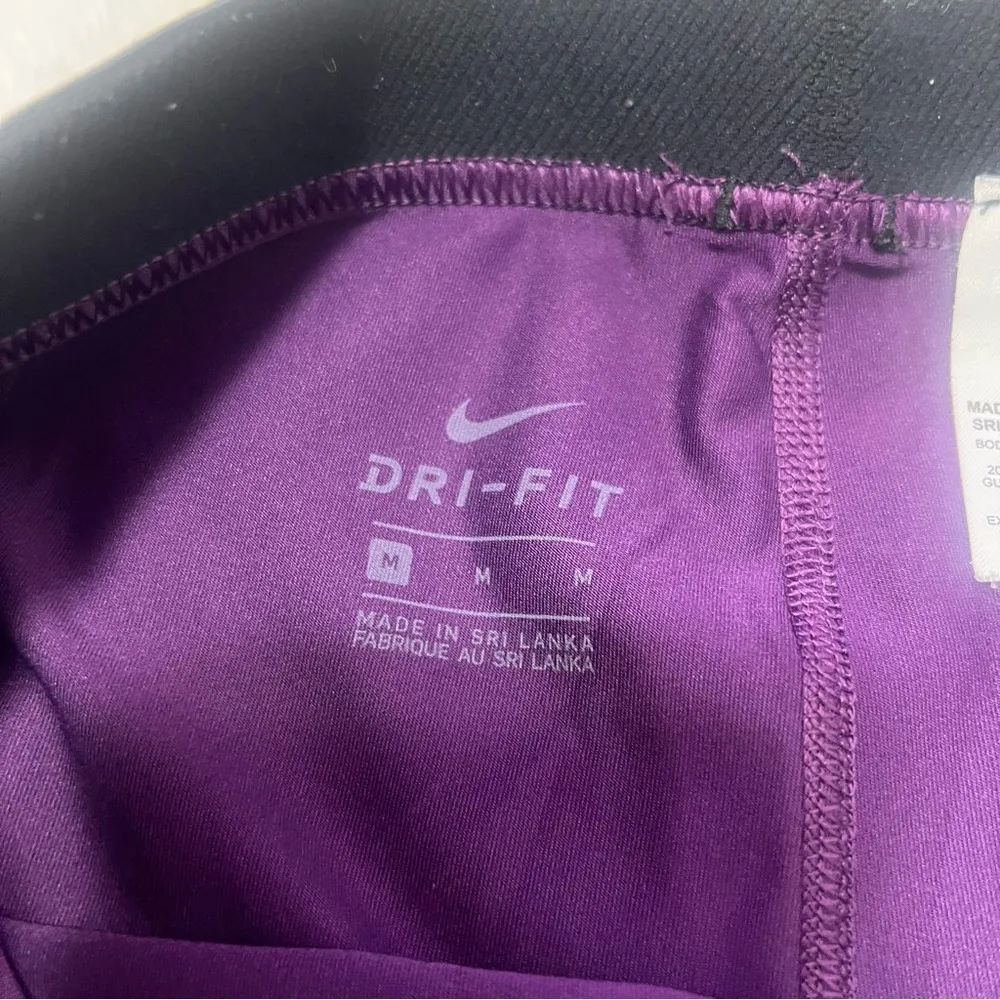 DRI-FIT
M M M
MADE IN SRI LANKA
FABRIQUE AU SRI LANKA